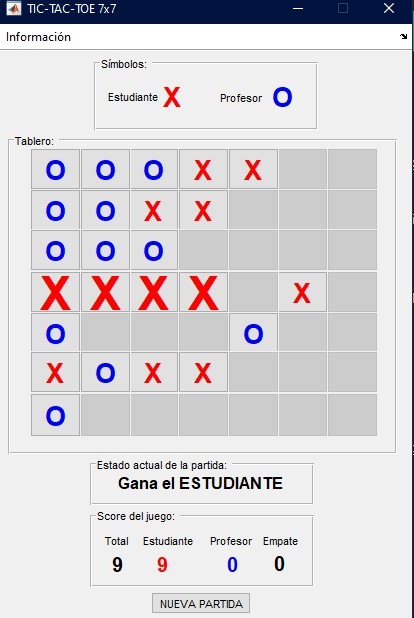 TIC-TAC-TOE 7x7
Información
Símbolos:
Estudiante X Profesor O
Tablero:
O O O X X
O O X X
O O O
X X X X X
O O
X O X X
O
Estado actual de la partida:
Gana el ESTUDIANTE
Score del juego:
Total Estudiante Profesor Empate
9 9 0 0
NUEVA PARTIDA